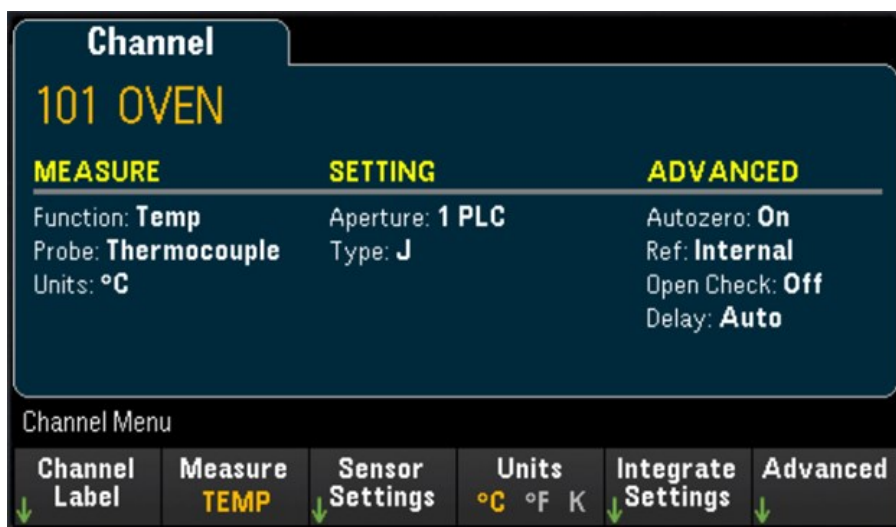 Channel
101 OVEN
MEASURE SETTING ADVANCED
Function: Temp Aperture: 1 PLC Autozero: On
Probe: Thermocouple Type: J Ref: Internal
Units: °C Open Check: Off
Delay: Auto
Channel Menu
Channel Measure Sensor Units Integrate Advanced
Label TEMP Settings °C °F K Settings